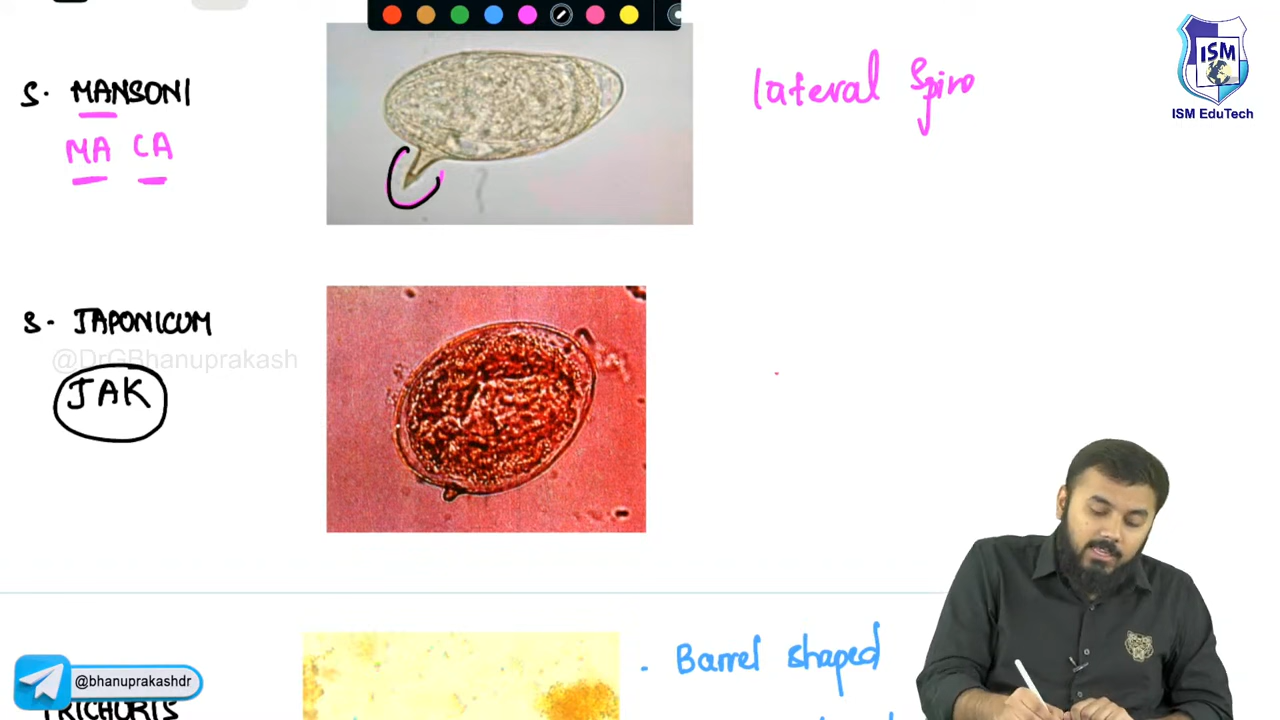 S. MANSONI
MA CA
lateral Spine
ISM
ISM EduTech
S. JAPONICUM
@DrGBhanuprakash
JAK
. Barrel shaped
@bhanuprakashdr
TRICHURIS